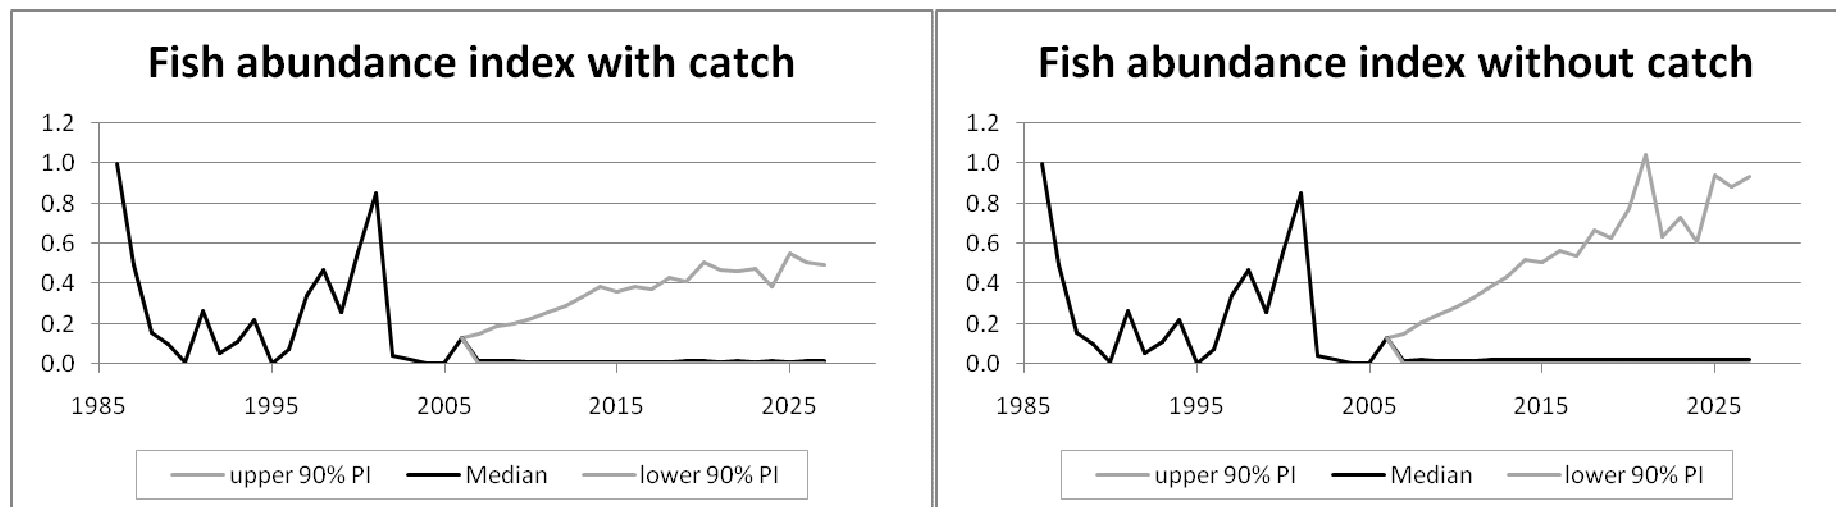 Fish abundance index with catch
1.2
1.0
0.8
0.6
0.4
0.2
0.0
1985 1995 2005 2015 2025
upper 90% PI Median lower 90% PI
Fish abundance index without catch
1.2
1.0
0.8
0.6
0.4
0.2
0.0
1985 1995 2005 2015 2025
upper 90% PI Median lower 90% PI